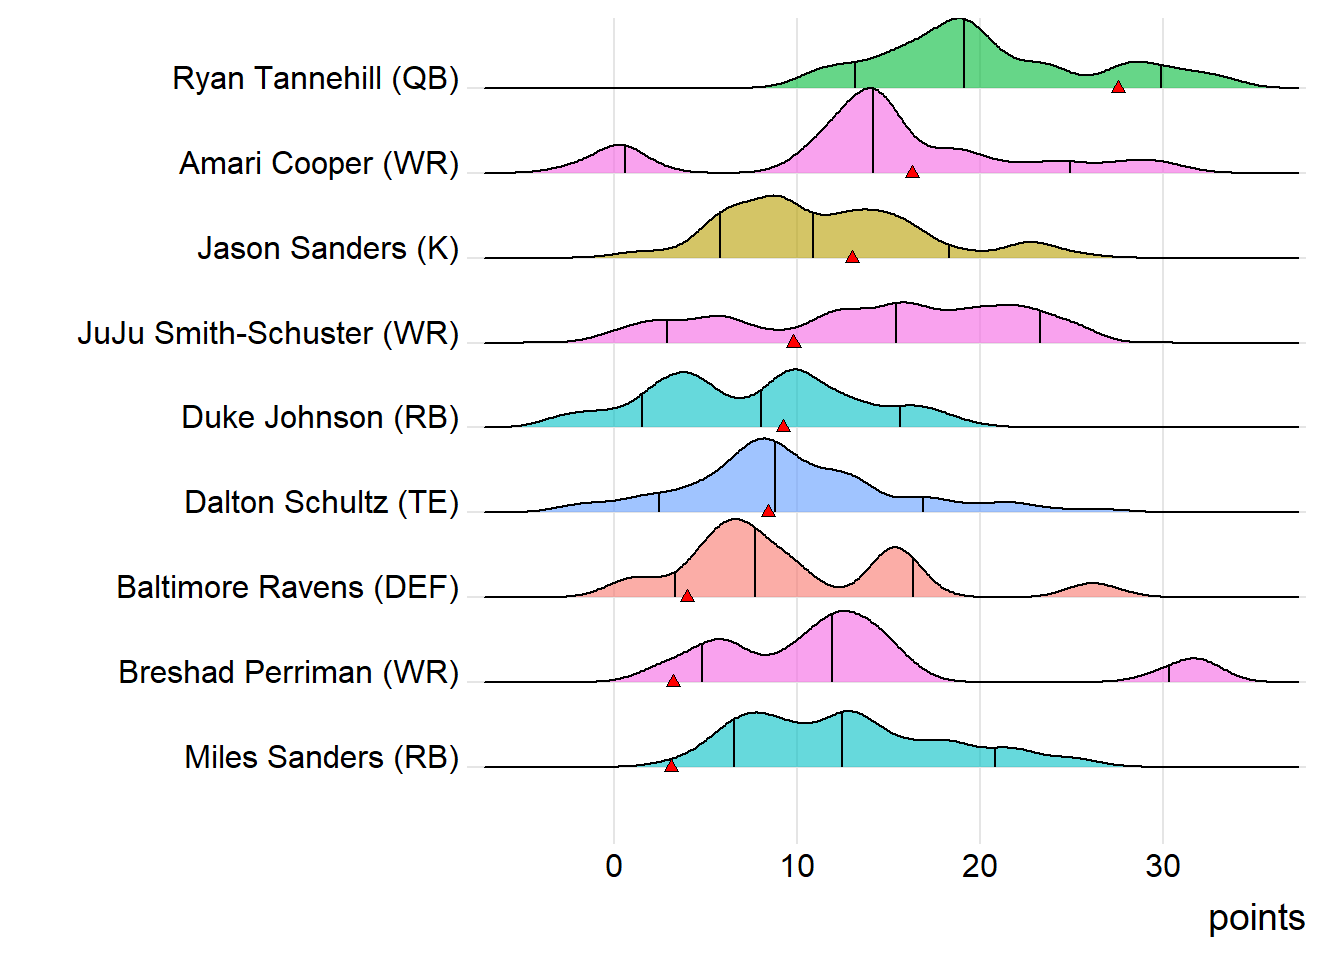 Ryan Tannehill (QB)
Amari Cooper (WR)
Jason Sanders (K)
JuJu Smith-Schuster (WR)
Duke Johnson (RB)
Dalton Schultz (TE)
Baltimore Ravens (DEF)
Breshad Perriman (WR)
Miles Sanders (RB)
0 10 20 30
points